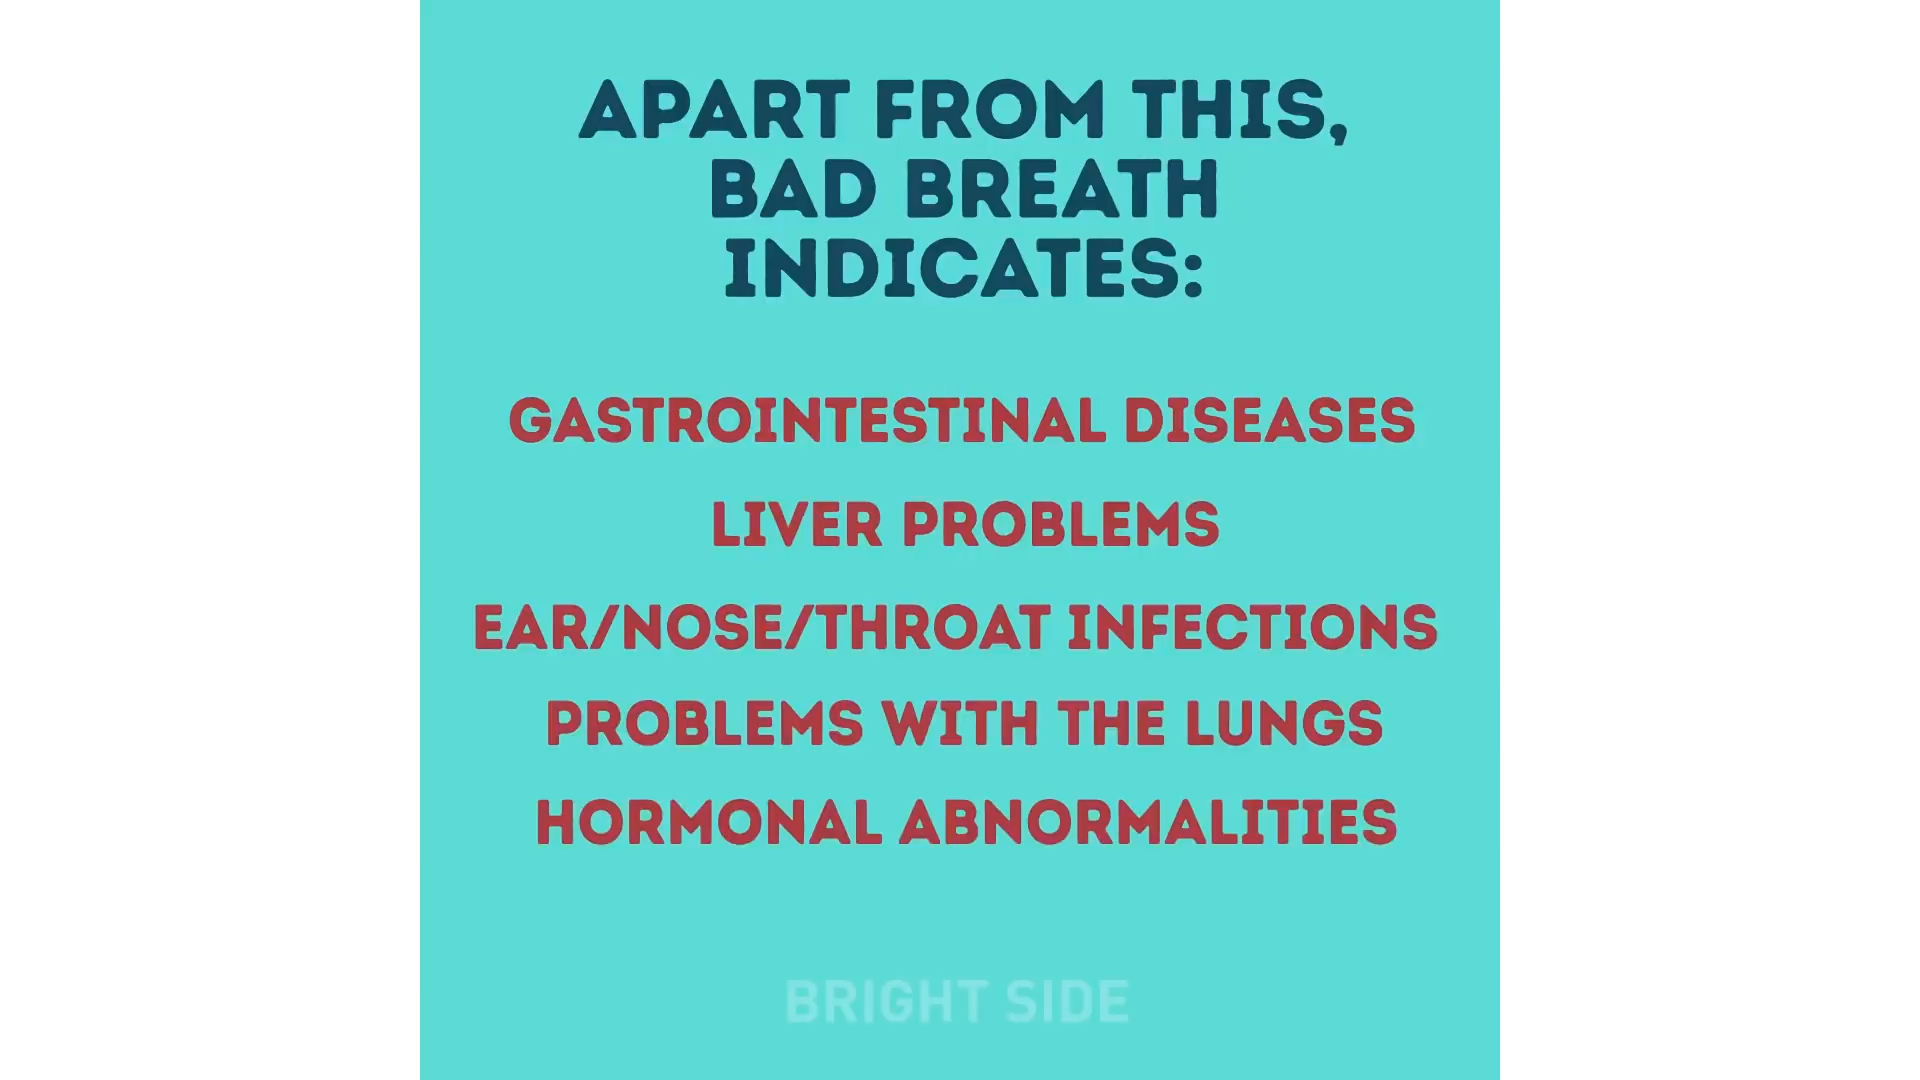 APART FROM THIS,
BAD BREATH
INDICATES:
GASTROINTESTINAL DISEASES
LIVER PROBLEMS
EAR/NOSE/THROAT INFECTIONS
PROBLEMS WITH THE LUNGS
HORMONAL ABNORMALITIES
BRIGHT SIDE